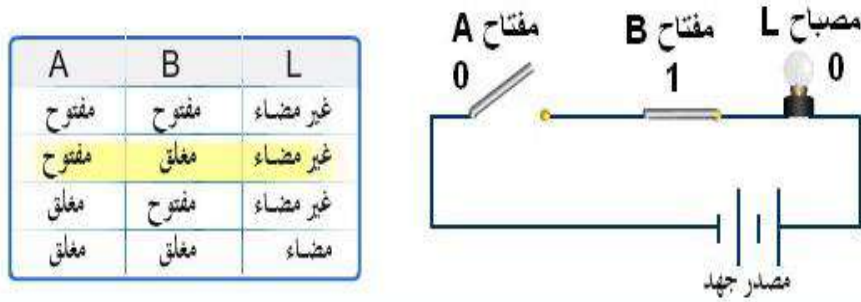 A B L
مفتوح مفتوح غير مضاء
مفتوح مغلق غير مضاء
مغلق مفتوح غير مضاء
مغلق مغلق مضاء
مفتاح A مفتاح B مصباح L
0 1 0
مصدر جهد